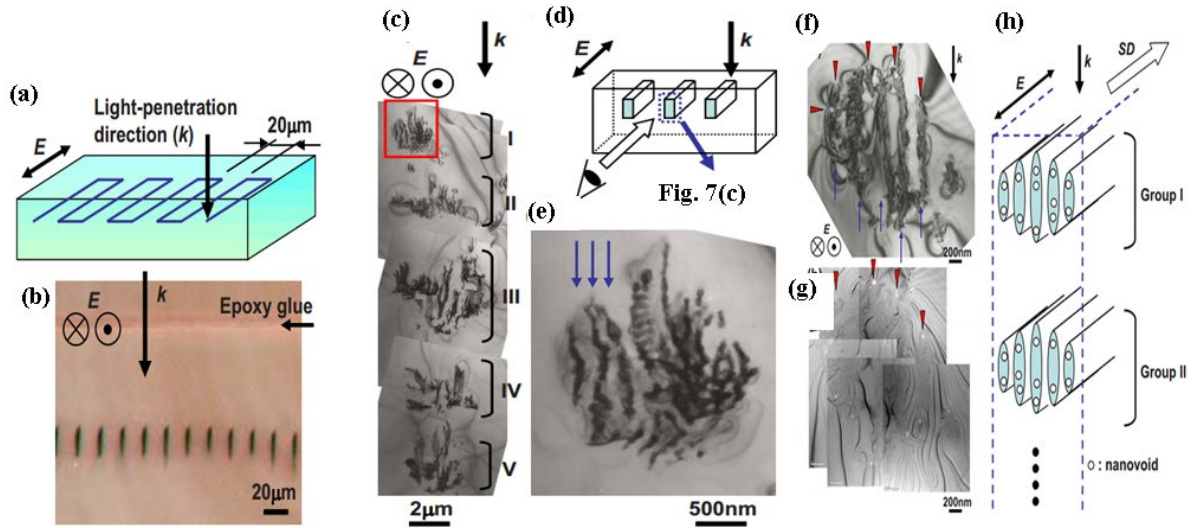 (a)
Light-penetration
direction (k)
20μm
E
(b)
E
k
Epoxy glue
20μm
(c)
k
E
I
II
III
IV
V
2μm
(d)
k
E
Fig. 7(c)
(e)
500nm
(f)
k
E
200nm
(g)
200nm
(h)
k
SD
E
Group I
Group II
: nanovoid